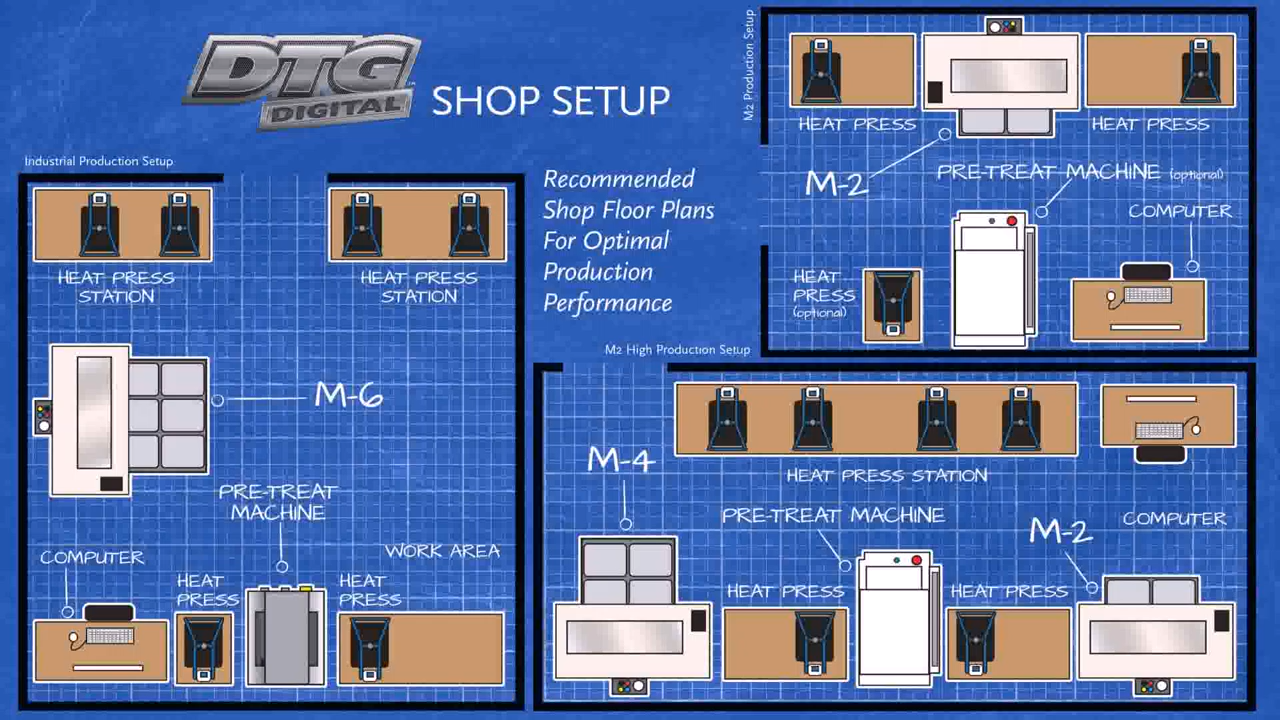 DTG
DIGITAL
SHOP SETUP
Recommended
Shop Floor Plans
For Optimal
Production
Performance
Industrial Production Setup
HEAT PRESS
STATION
HEAT PRESS
STATION
M-6
PRE-TREAT
MACHINE
COMPUTER
WORK AREA
HEAT
PRESS
HEAT
PRESS
M2 Production Setup
HEAT PRESS
HEAT PRESS
M-2
PRE-TREAT MACHINE (optional)
COMPUTER
HEAT
PRESS
(optional)
M2 High Production Setup
M-4
HEAT PRESS STATION
PRE-TREAT MACHINE
M-2
COMPUTER
HEAT PRESS
HEAT PRESS